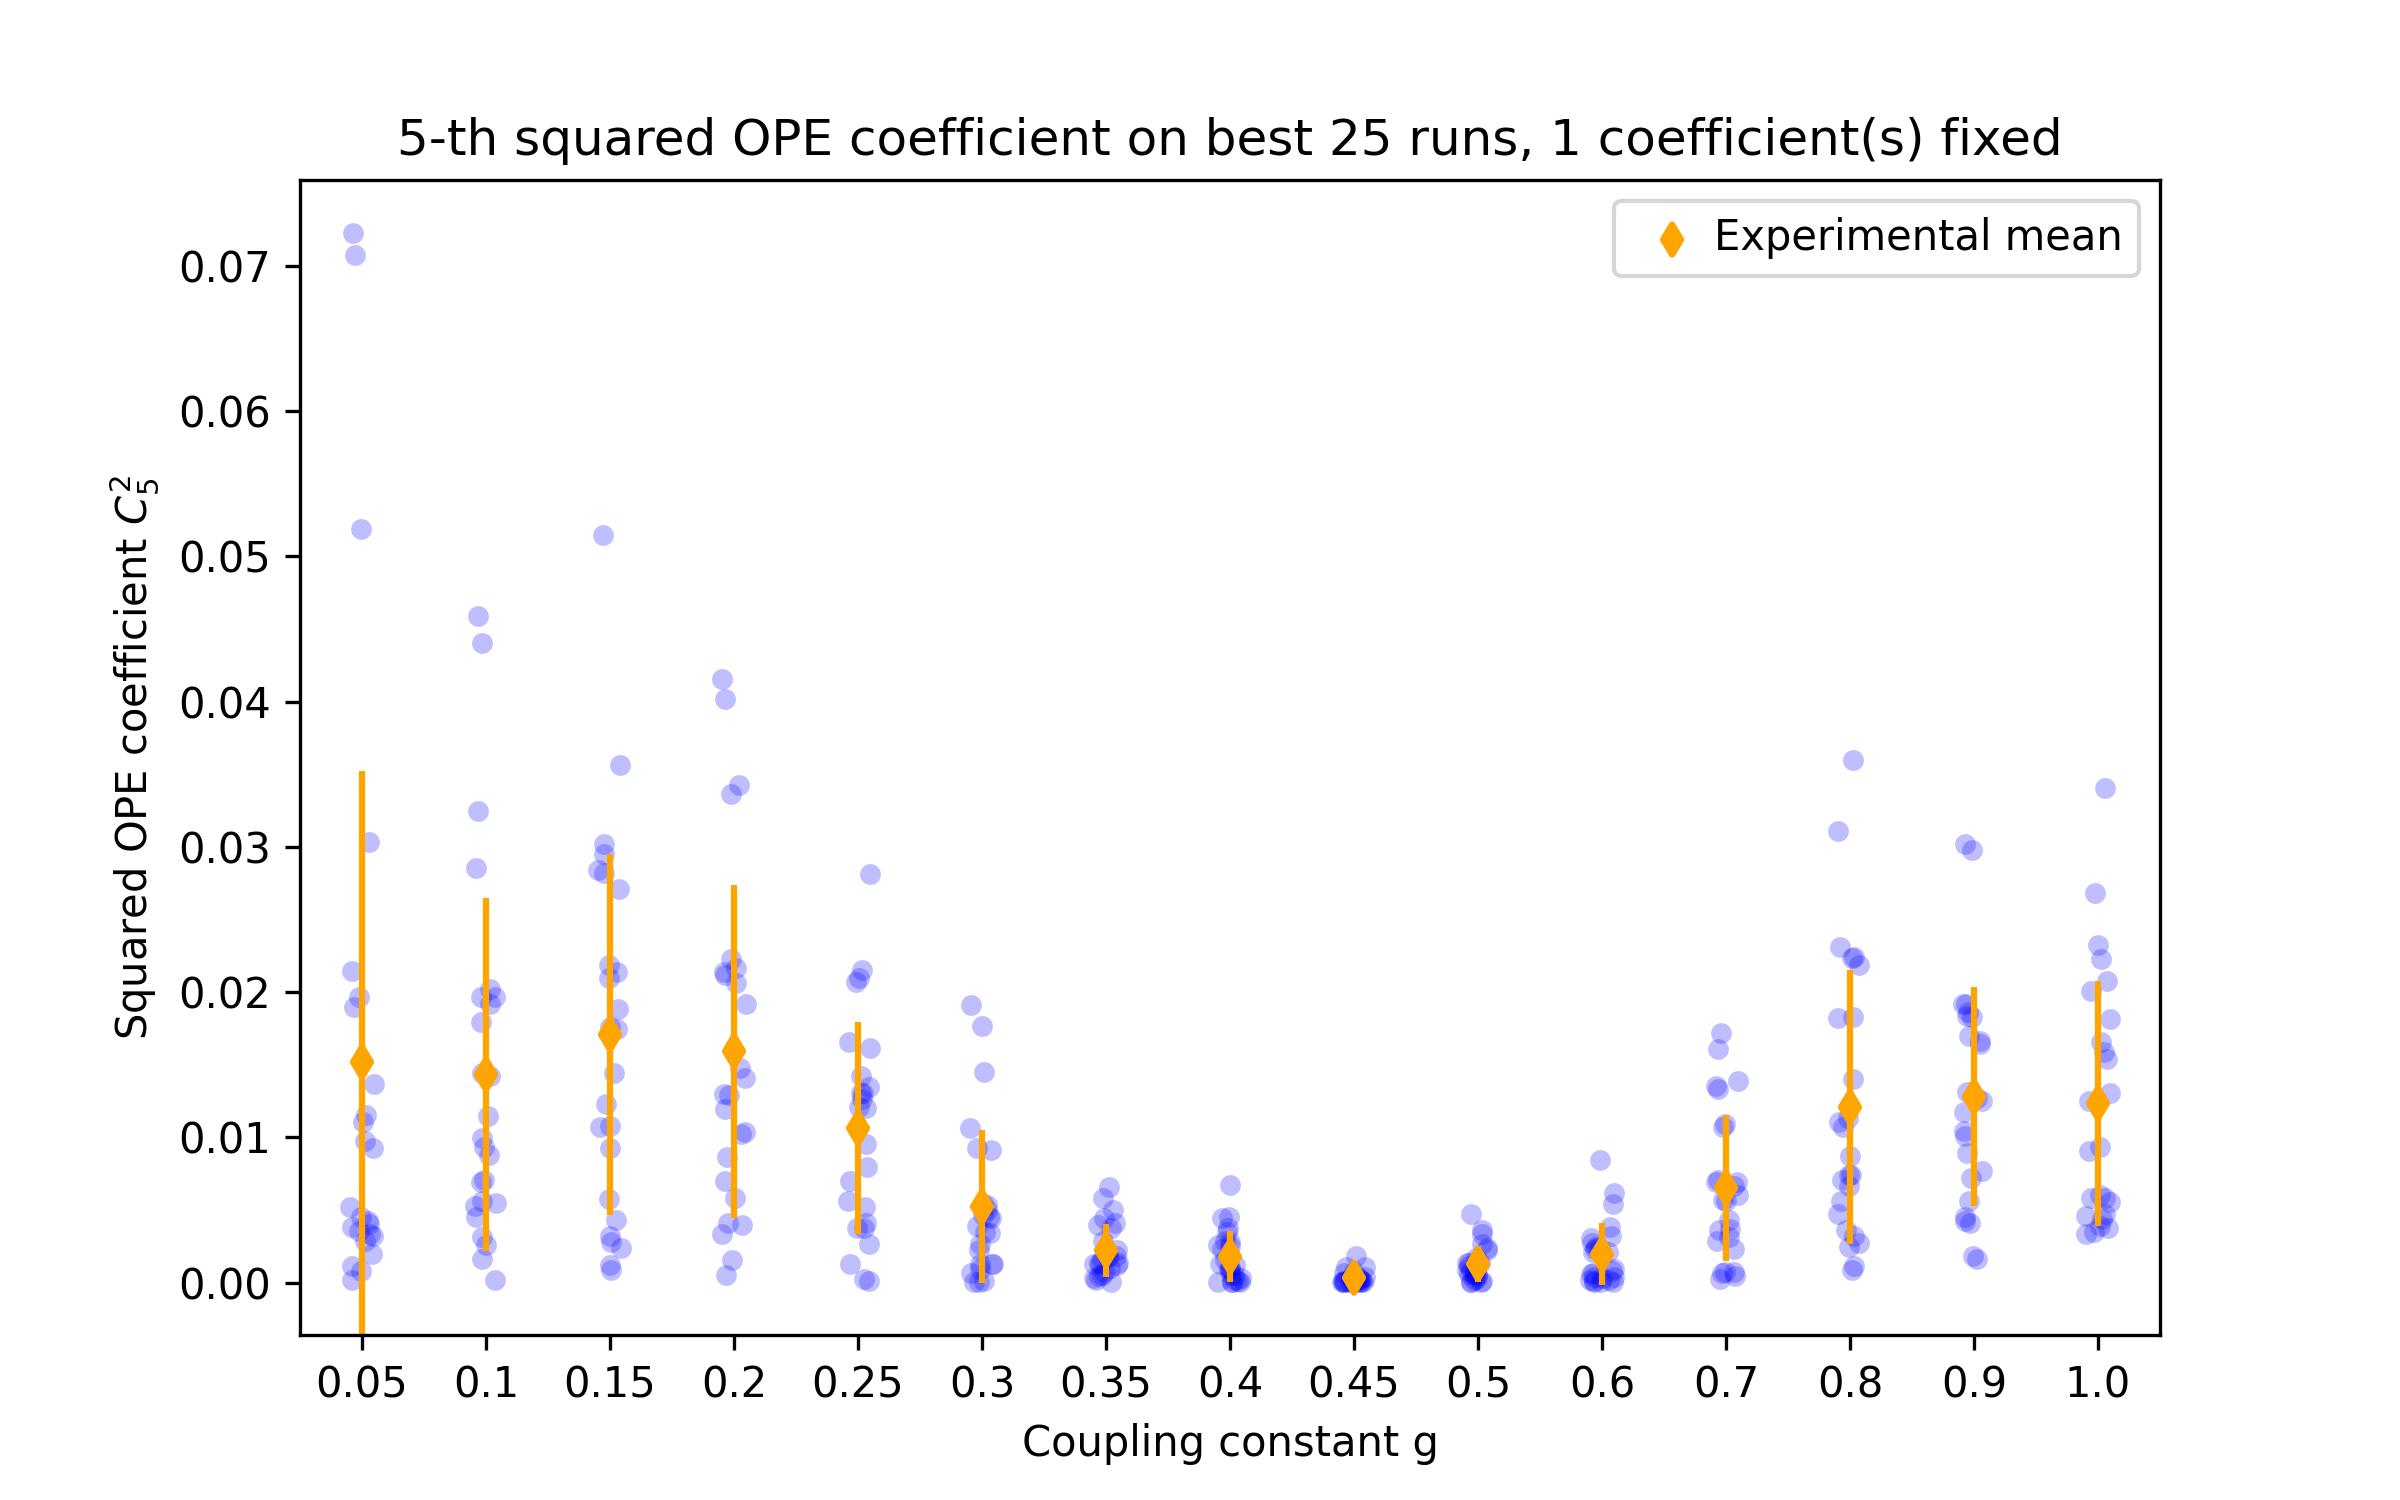 5-th squared OPE coefficient on best 25 runs, 1 coefficient(s) fixed
Experimental mean
Squared OPE coefficient $C_5^2$
0.07
0.06
0.05
0.04
0.03
0.02
0.01
0.00
0.05 0.1 0.15 0.2 0.25 0.3 0.35 0.4 0.45 0.5 0.6 0.7 0.8 0.9 1.0
Coupling constant g